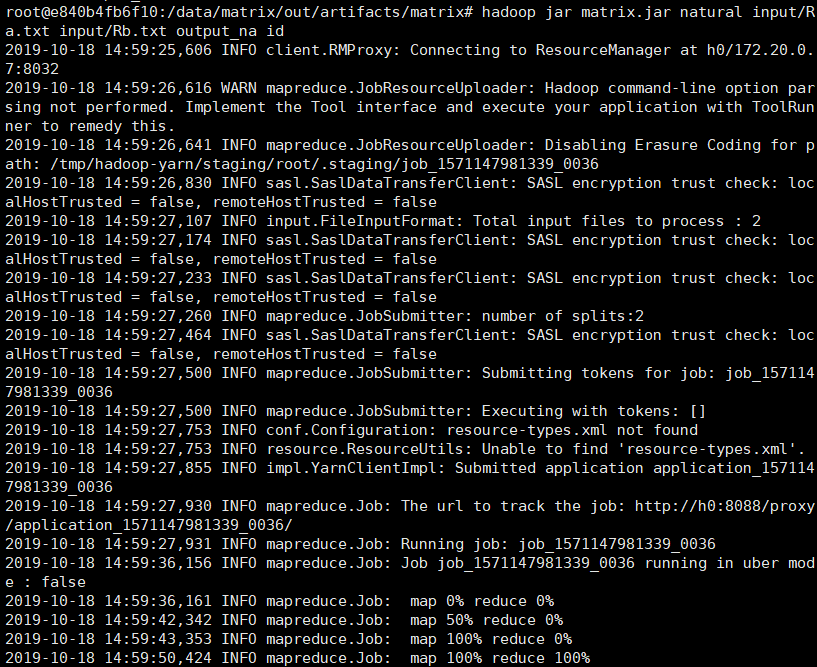 root@e840b4fb6f10:/data/matrix/out/artifacts/matrix# hadoop jar matrix.jar natural input/R
a.txt input/Rb.txt output_na id
2019-10-18 14:59:25,606 INFO client.RMProxy: Connecting to ResourceManager at h0/172.20.0.
7:8032
2019-10-18 14:59:26,616 WARN mapreduce.JobResourceUploader: Hadoop command-line option par
sing not performed. Implement the Tool interface and execute your application with ToolRun
ner to remedy this.
2019-10-18 14:59:26,641 INFO mapreduce.JobResourceUploader: Disabling Erasure Coding for p
ath: /tmp/hadoop-yarn/staging/root/.staging/job_1571147981339_0036
2019-10-18 14:59:26,830 INFO sasl.SaslDataTransferClient: SASL encryption trust check: loc
alHostTrusted = false, remoteHostTrusted = false
2019-10-18 14:59:27,107 INFO input.FileInputFormat: Total input files to process : 2
2019-10-18 14:59:27,174 INFO sasl.SaslDataTransferClient: SASL encryption trust check: loc
alHostTrusted = false, remoteHostTrusted = false
2019-10-18 14:59:27,233 INFO sasl.SaslDataTransferClient: SASL encryption trust check: loc
alHostTrusted = false, remoteHostTrusted = false
2019-10-18 14:59:27,260 INFO mapreduce.JobSubmitter: number of splits:2
2019-10-18 14:59:27,464 INFO sasl.SaslDataTransferClient: SASL encryption trust check: loc
alHostTrusted = false, remoteHostTrusted = false
2019-10-18 14:59:27,500 INFO mapreduce.JobSubmitter: Submitting tokens for job: job_157114
7981339_0036
2019-10-18 14:59:27,500 INFO mapreduce.JobSubmitter: Executing with tokens: []
2019-10-18 14:59:27,753 INFO conf.Configuration: resource-types.xml not found
2019-10-18 14:59:27,753 INFO resource.ResourceUtils: Unable to find 'resource-types.xml'.
2019-10-18 14:59:27,855 INFO impl.YarnClientImpl: Submitted application application_157114
7981339_0036
2019-10-18 14:59:27,930 INFO mapreduce.Job: The url to track the job: http://h0:8088/proxy
/application_1571147981339_0036/
2019-10-18 14:59:27,931 INFO mapreduce.Job: Running job: job_1571147981339_0036
2019-10-18 14:59:36,156 INFO mapreduce.Job: Job job_1571147981339_0036 running in uber mod
e : false
2019-10-18 14:59:36,161 INFO mapreduce.Job:  map 0% reduce 0%
2019-10-18 14:59:42,342 INFO mapreduce.Job:  map 50% reduce 0%
2019-10-18 14:59:43,353 INFO mapreduce.Job:  map 100% reduce 0%
2019-10-18 14:59:50,424 INFO mapreduce.Job:  map 100% reduce 100%